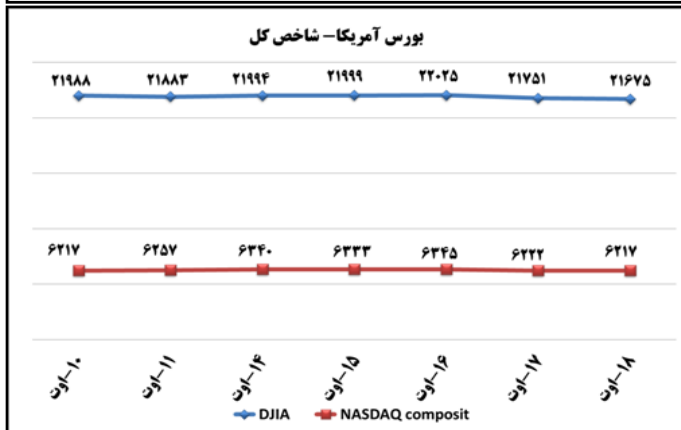 بورس آمریکا– شاخص کل
۲۱۹۸۸ ۲۱۸۸۳ ۲۱۹۹۴ ۲۱۹۹۹ ۲۲۰۲۵ ۲۱۷۵۱ ۲۱۶۷۵
۶۲۱۷ ۶۲۵۷ ۶۳۴۰ ۶۳۳۳ ۶۳۴۵ ۶۲۲۲ ۶۲۱۷
۱۰–اوت ۱۱–اوت ۱۴–اوت ۱۵–اوت ۱۶–اوت ۱۷–اوت ۱۸–اوت
DJIA NASDAQ composit